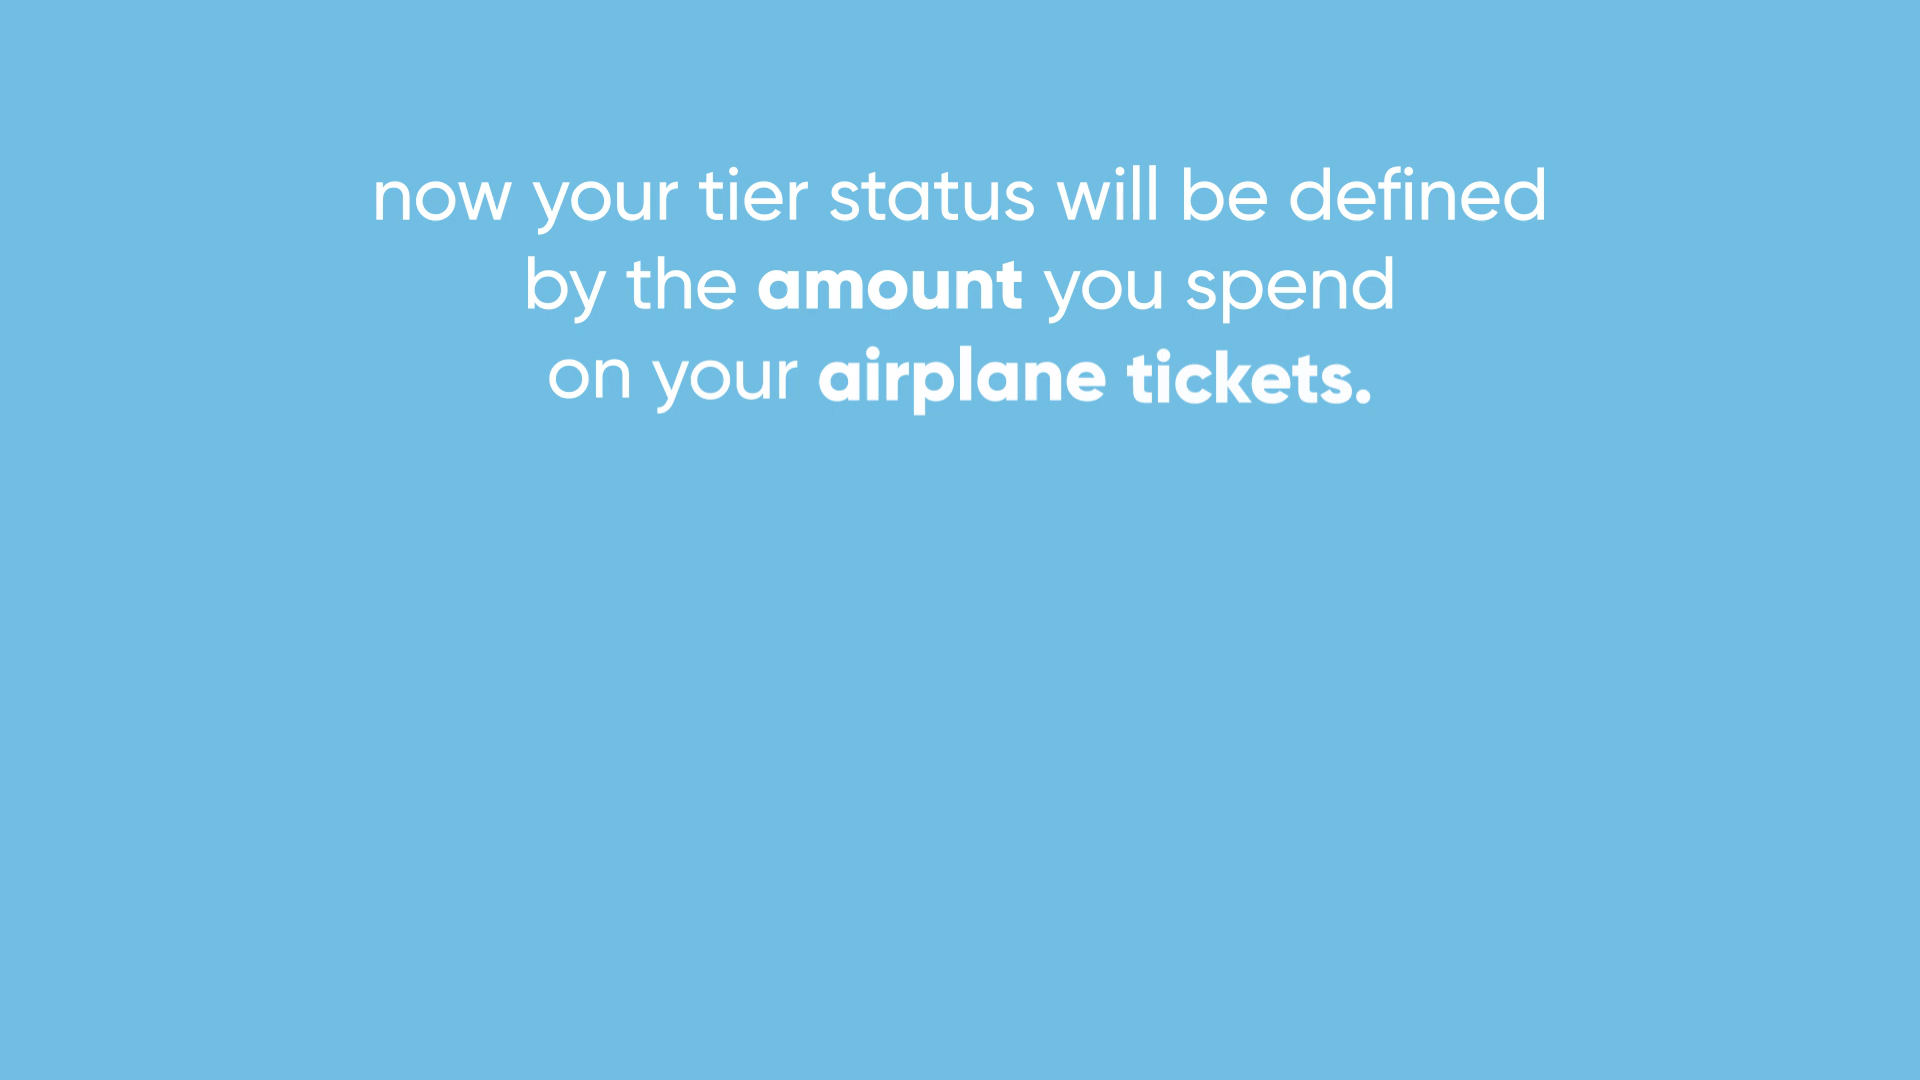 now your tier status will be defined
by the amount you spend
on your airplane tickets.